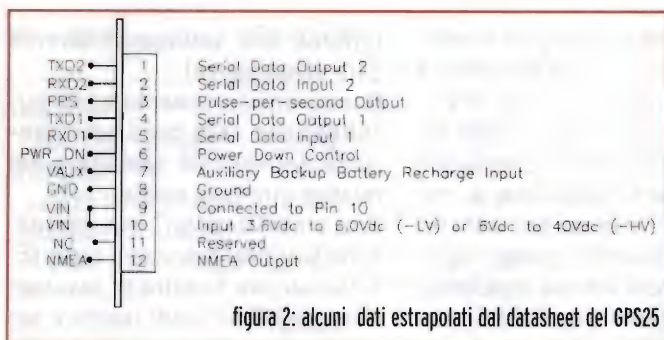 TXD2 1 Serial Data Output 2
RXD2 2 Serial Data Input 2
PPS 3 Pulse-per-second Output
TXD1 4 Serial Data Output 1
RXD1 5 Serial Data Input 1
PWR_DN 6 Power Down Control
VAUX 7 Auxiliary Backup Battery Recharge Input
GND 8 Ground
VIN 9 Connected to Pin 10
VIN 10 Input 3.6Vdc to 6.0Vdc (-LV) or 6Vdc to 40Vdc (-HV)
NC 11 Reserved
NMEA 12 NMEA Output
figura 2: alcuni dati estrapolati dal datasheet del GPS25